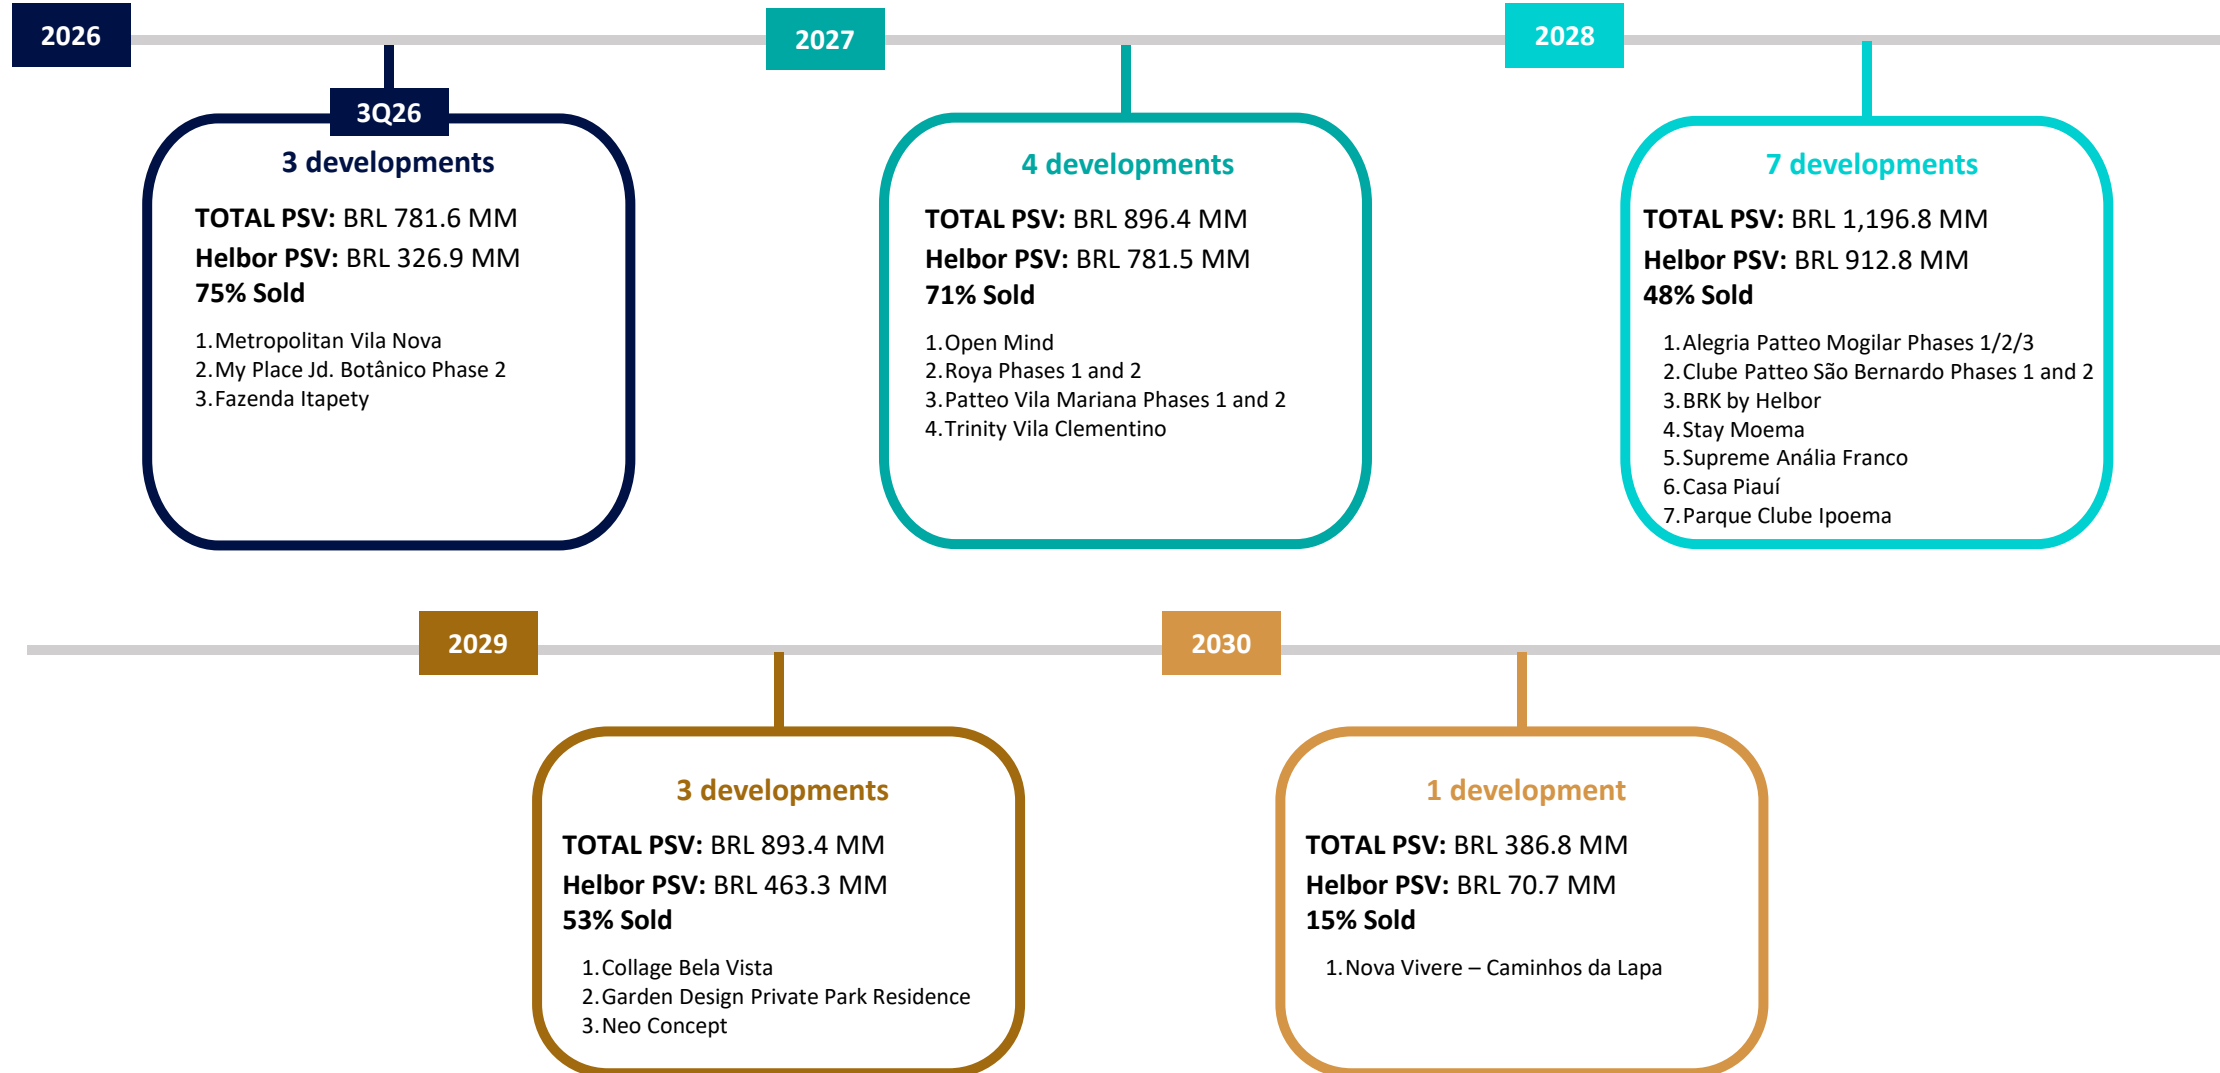 2026
3Q26
3 developments
TOTAL PSV: BRL 781.6 MM
Helbor PSV: BRL 326.9 MM
75% Sold
1.Metropolitan Vila Nova
2.My Place Jd. Botânico Phase 2
3.Fazenda Itapety
2027
4 developments
TOTAL PSV: BRL 896.4 MM
Helbor PSV: BRL 781.5 MM
71% Sold
1.Open Mind
2.Roya Phases 1 and 2
3.Patteo Vila Mariana Phases 1 and 2
4.Trinity Vila Clementino
2028
7 developments
TOTAL PSV: BRL 1,196.8 MM
Helbor PSV: BRL 912.8 MM
48% Sold
1.Alegria Patteo Mogilar Phases 1/2/3
2.Clube Patteo São Bernardo Phases 1 and 2
3.BRK by Helbor
4.Stay Moema
5.Supreme Anália Franco
6.Casa Piauí
7.Parque Clube Ipoema
2029
3 developments
TOTAL PSV: BRL 893.4 MM
Helbor PSV: BRL 463.3 MM
53% Sold
1.Collage Bela Vista
2.Garden Design Private Park Residence
3.Neo Concept
2030
1 development
TOTAL PSV: BRL 386.8 MM
Helbor PSV: BRL 70.7 MM
15% Sold
1.Nova Vivere – Caminhos da Lapa